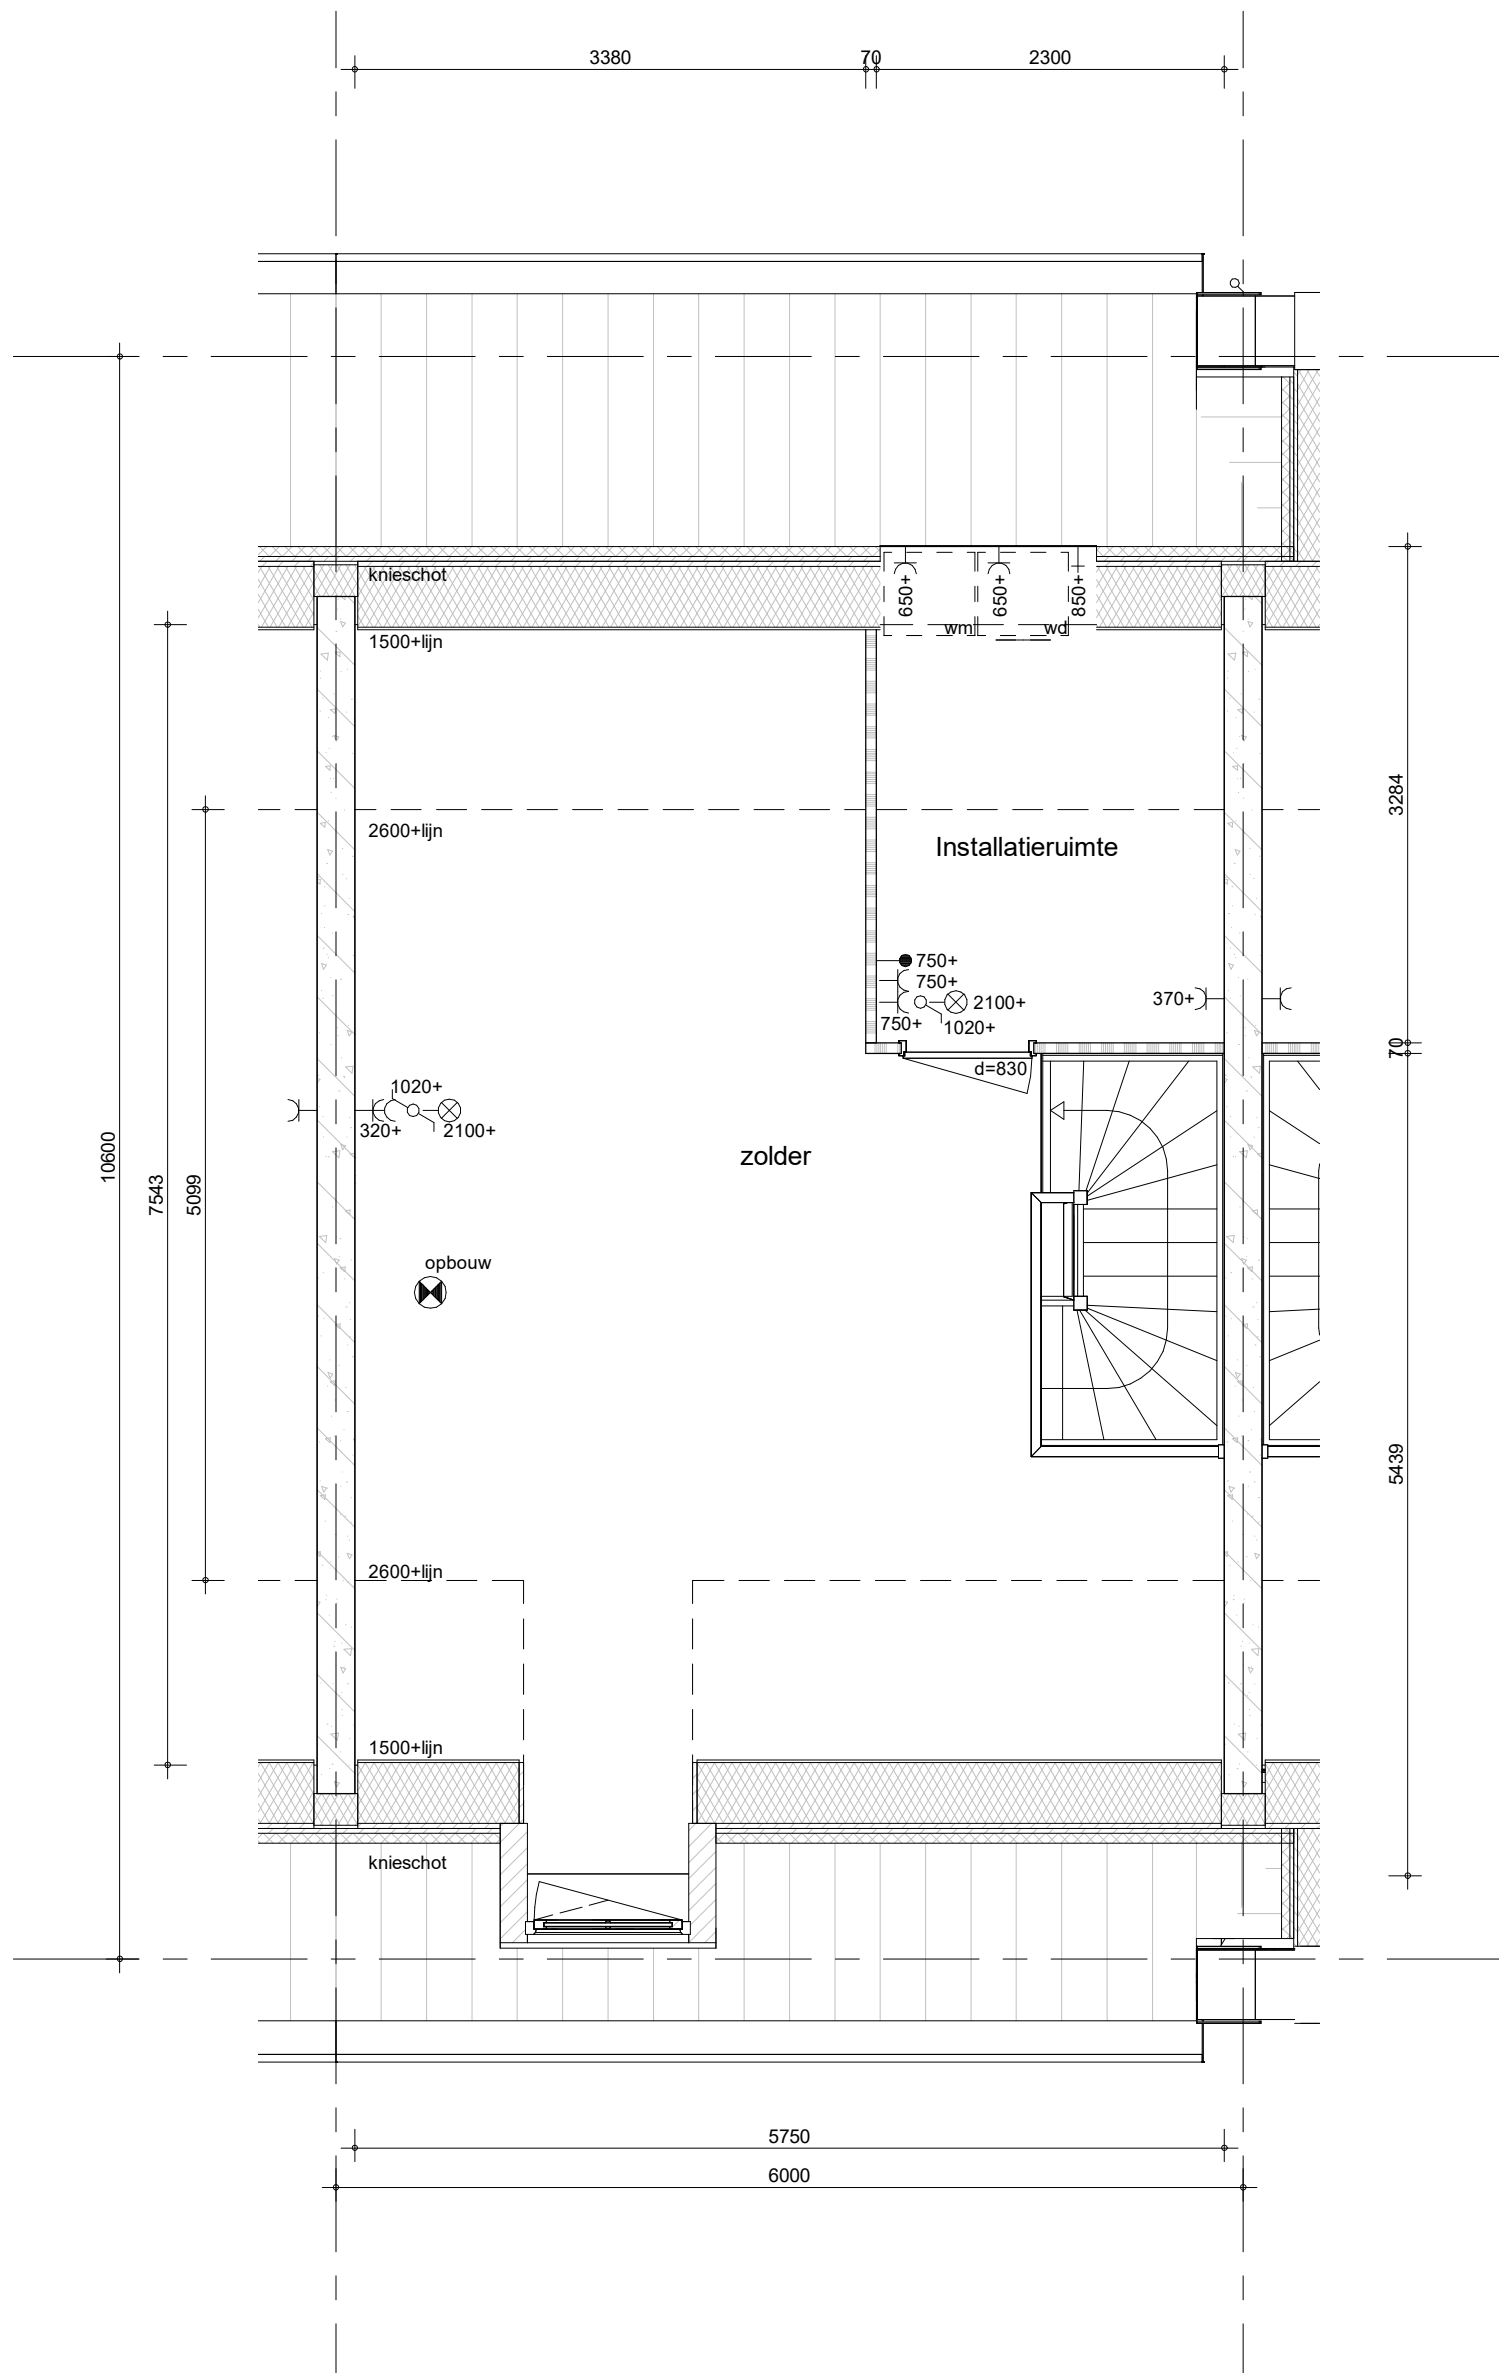 3380
70
2300
knieschot
650+
650+
850+
wm
wd
1500+lijn
2600+lijn
Installatieruimte
3284
750+
750+
2100+
750+
1020+
370+
70
d=830
1020+
320+
2100+
zolder
10600
7543
5099
opbouw
5439
2600+lijn
1500+lijn
knieschot
5750
6000